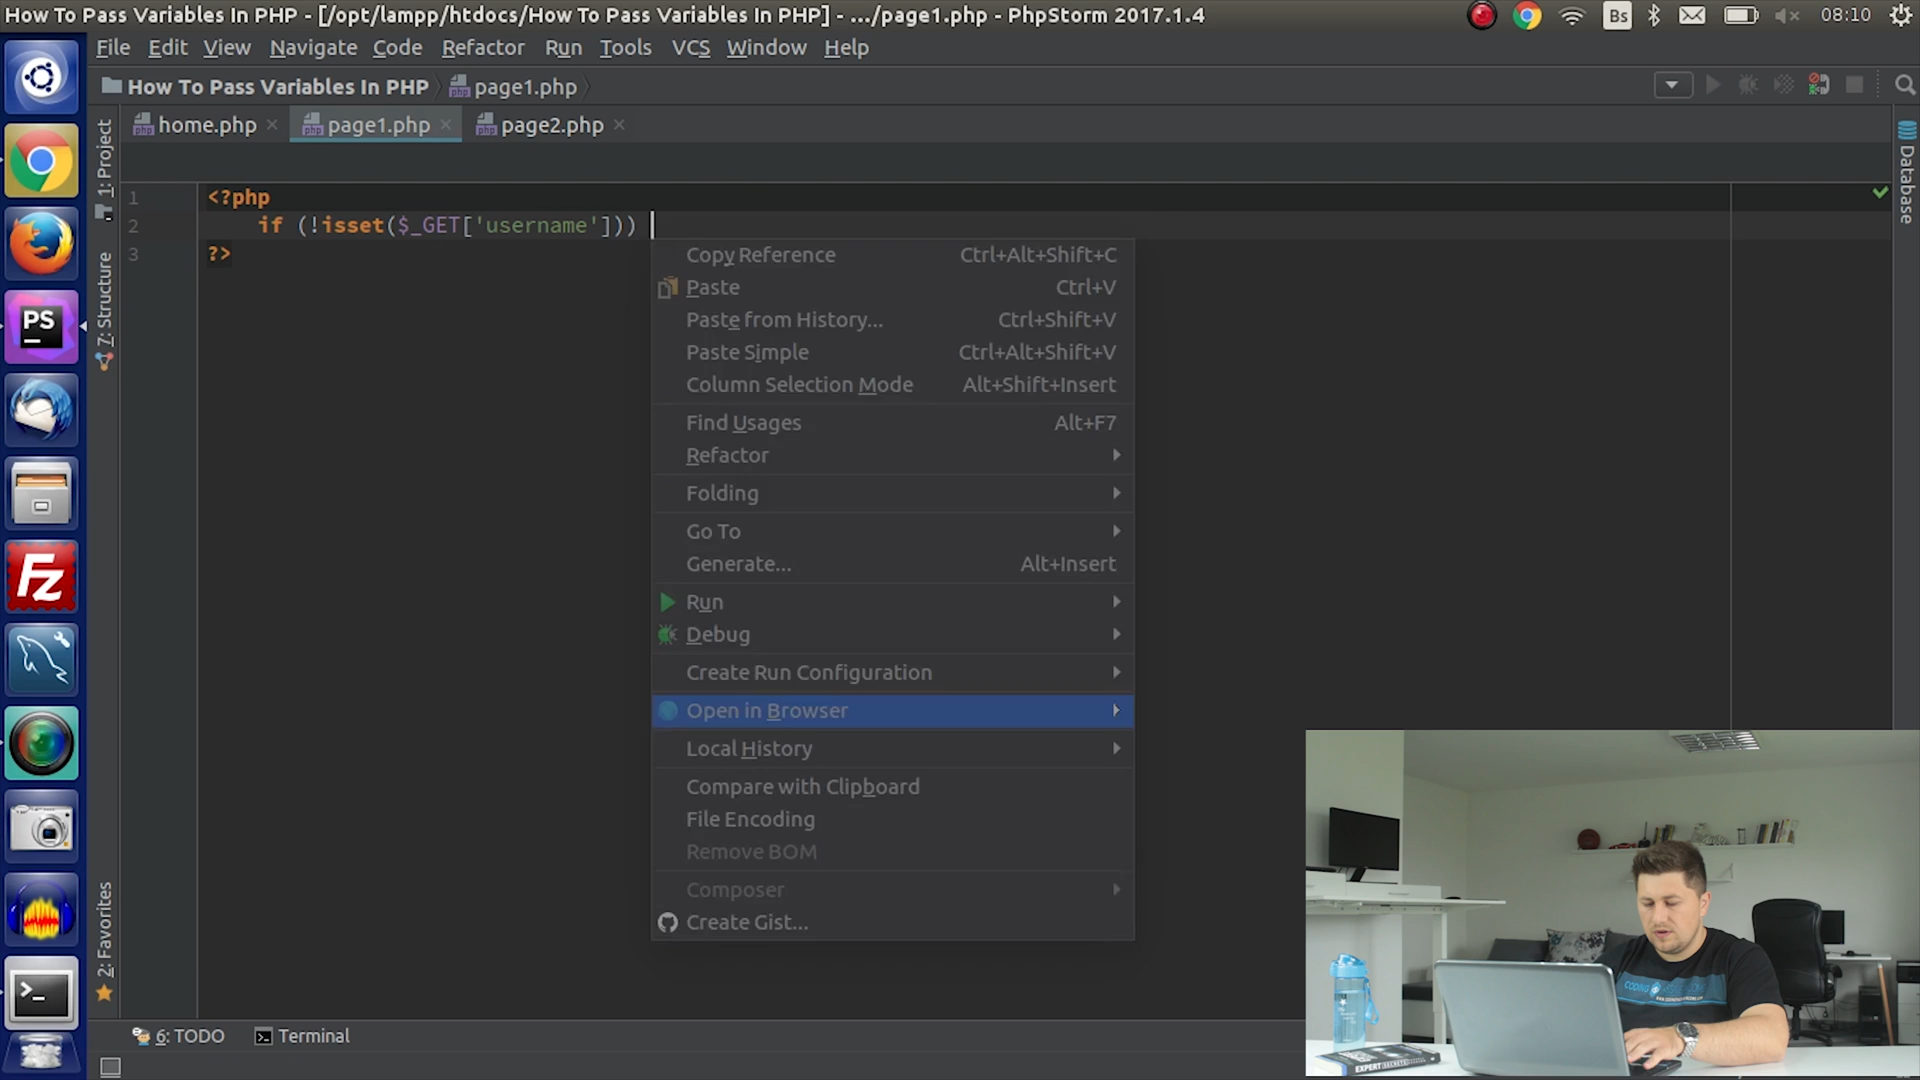 How To Pass Variables In PHP - [/opt/lampp/htdocs/How To Pass Variables In PHP] - .../page1.php - PhpStorm 2017.1.4
Bs
08:10
File Edit View Navigate Code Refactor Run Tools VCS Window Help
How To Pass Variables In PHP
page1.php
home.php
page1.php
page2.php
1: Project
7: Structure
2: Favorites
Database
1 <?php
2 if (!isset($_GET['username']))
3 ?>
Copy Reference Ctrl+Alt+Shift+C
Paste Ctrl+V
Paste from History... Ctrl+Shift+V
Paste Simple Ctrl+Alt+Shift+V
Column Selection Mode Alt+Shift+Insert
Find Usages Alt+F7
Refactor
Folding
Go To
Generate... Alt+Insert
Run
Debug
Create Run Configuration
Open in Browser
Local History
Compare with Clipboard
File Encoding
Remove BOM
Composer
Create Gist...
PS
Fz
6: TODO
Terminal
CODING
EXPERT SECRETS